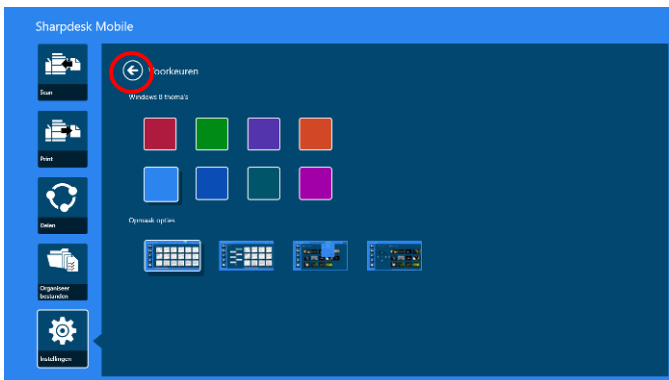 Sharpdesk Mobile
Voorkeuren
Scan
Windows 8 thema's
Print
Delen
Opmaak opties
Organiseer
bestanden
Instellingen